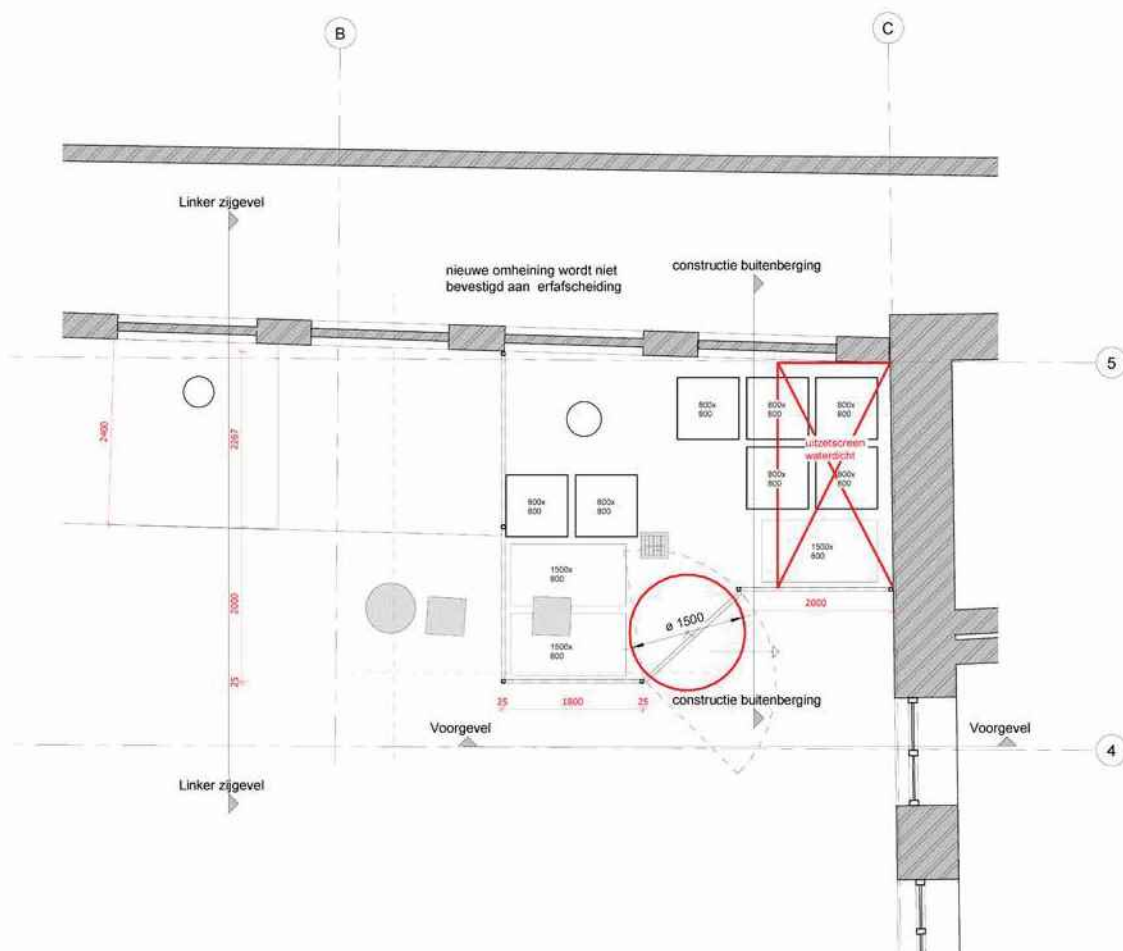 B
C
Linker zijgevel
nieuwe omheining wordt niet
bevestigd aan erfafscheiding
constructie buitenberging
5
800x
800
800x
800
800x
800
2400
2267
uitzetscreen
waterdicht
800x
800
800x
800
800x
800
800x
800
1500x
800
1500x
800
2000
2000
ø 1500
1500x
800
25
25
1800
25
constructie buitenberging
Voorgevel
Voorgevel
4
Linker zijgevel